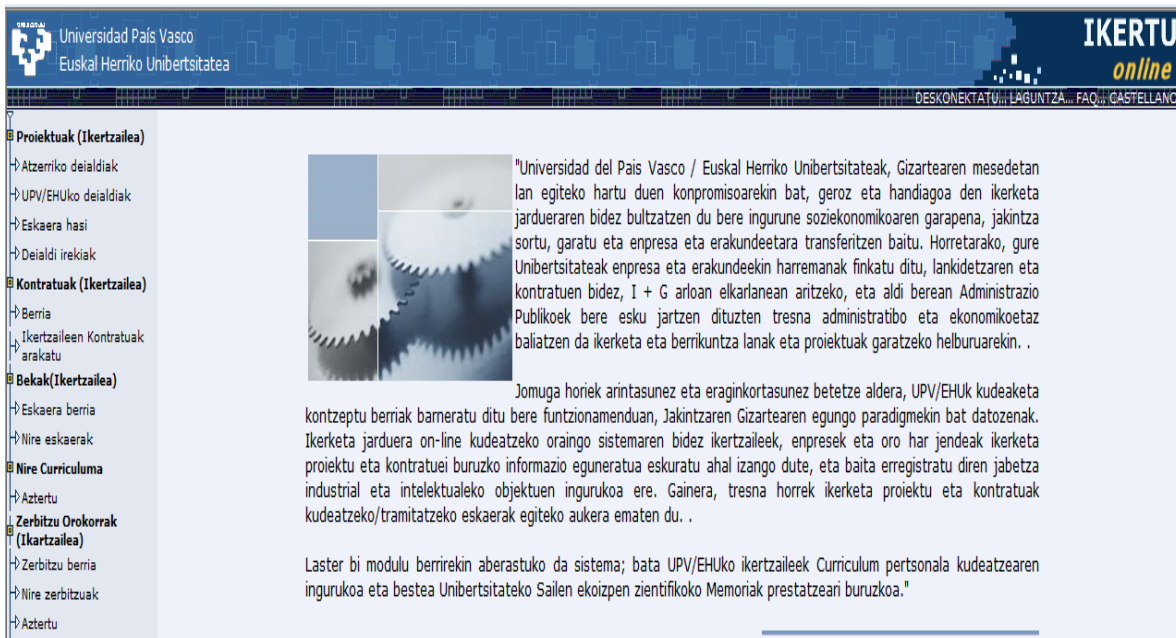 Universidad País Vasco
Euskal Herriko Unibertsitatea
IKERTU
online
DESKONEKTATU... LAGUNTZA... FAQ... CASTELLANO
Proiektuak (Ikertzailea)
Atzerriko deialdiak
UPV/EHUko deialdiak
Eskaera hasi
Deialdi irekiak
Kontratuak (Ikertzailea)
Berria
Ikertzaileen Kontratuak
arakatu
Bekak(Ikertzailea)
Eskaera berria
Nire eskaerak
Nire Curriculuma
Aztertu
Zerbitzu Orokorrak
(Ikartzailea)
Zerbitzu berria
Nire zerbitzuak
Aztertu
"Universidad del Pais Vasco / Euskal Herriko Unibertsitateak, Gizartearen mesedetan
lan egiteko hartu duen konpromisoarekin bat, geroz eta handiagoa den ikerketa
jardueraren bidez bultzatzen du bere ingurune soziekonomikoaren garapena, jakintza
sortu, garatu eta enpresa eta erakundeetara transferitzen baitu. Horretarako, gure
Unibertsitateak enpresa eta erakundeekin harremanak finkatu ditu, lankidetzaren eta
kontratuen bidez, I + G arloan elkarlanean aritzeko, eta aldi berean Administrazio
Publikoek bere esku jartzen dituzten tresna administratibo eta ekonomikoetaz
baliatzen da ikerketa eta berrikuntza lanak eta proiektuak garatzeko helburuarekin. .
Jomuga horiek arintasunez eta eraginkortasunez betetze aldera, UPV/EHUk kudeaketa
kontzeptu berriak barneratu ditu bere funtzionamenduan, Jakintzaren Gizartearen egungo paradigmekin bat datozenak.
Ikerketa jarduera on-line kudeatzeko oraingo sistemaren bidez ikertzaileek, enpresek eta oro har jendeak ikerketa
proiektu eta kontratuei buruzko informazio eguneratua eskuratu ahal izango dute, eta baita erregistratu diren jabetza
industrial eta intelektualeko objektuen ingurukoa ere. Gainera, tresna horrek ikerketa proiektu eta kontratuak
kudeatzeko/tramitatzeko eskaerak egiteko aukera ematen du. .
Laster bi modulu berrirekin aberastuko da sistema; bata UPV/EHUko ikertzaileek Curriculum pertsonala kudeatzearen
ingurukoa eta bestea Unibertsitateko Sailen ekoizpen zientifikoko Memoriak prestatzeari buruzkoa."